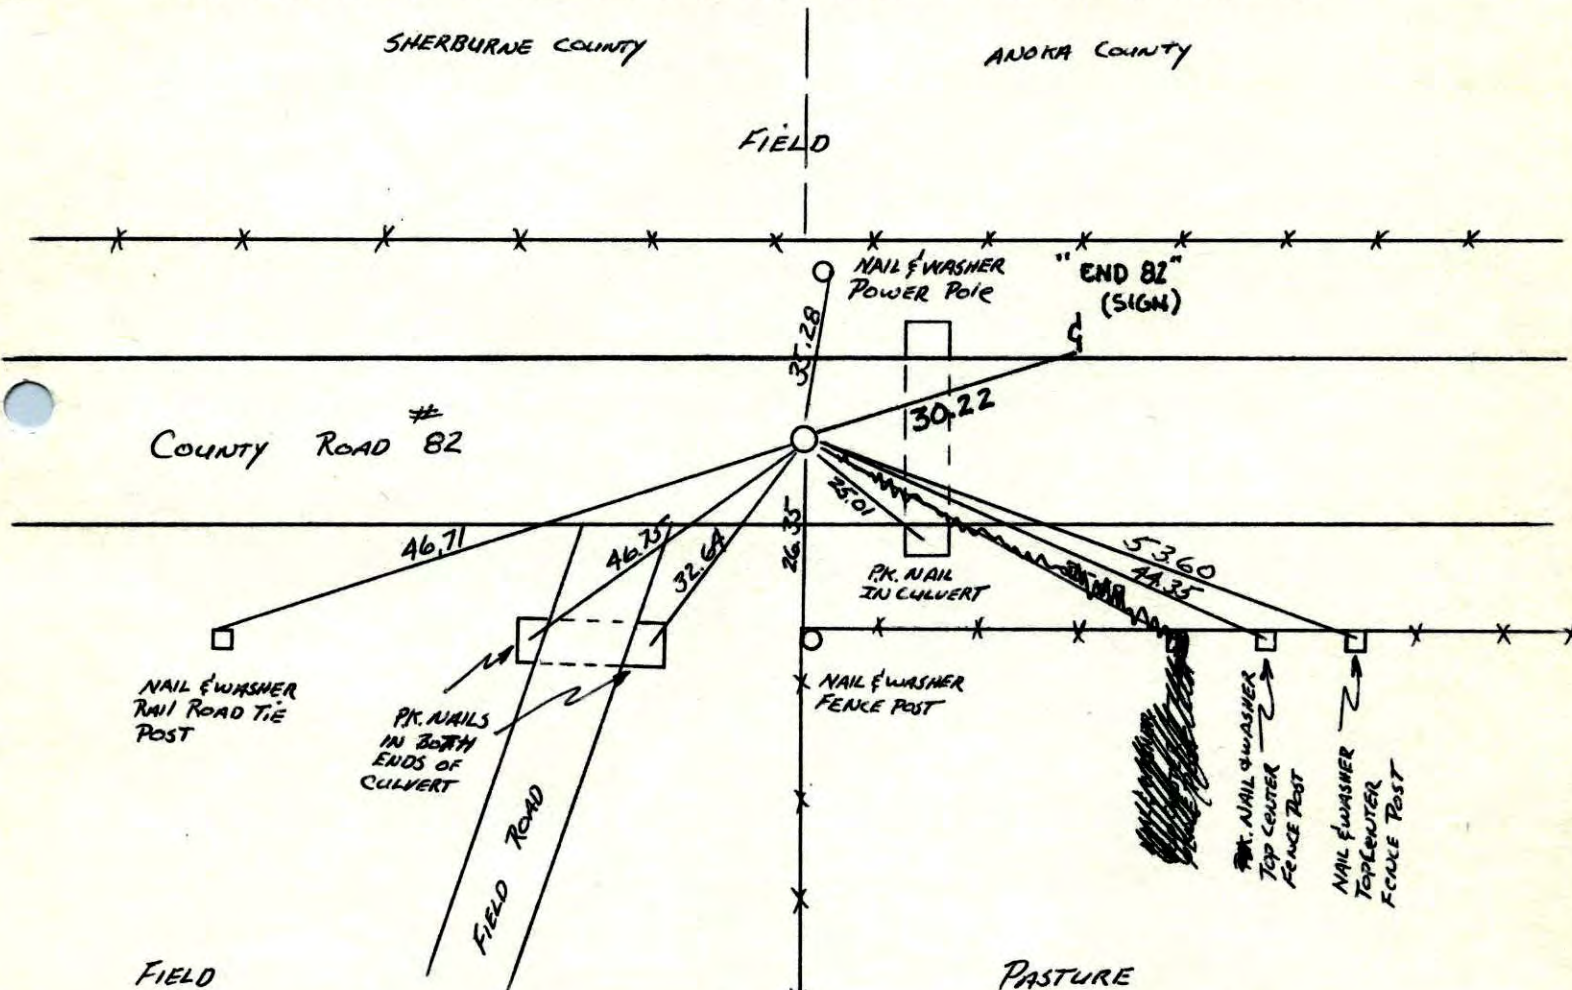 SHERBURNE COUNTY
ANOKA COUNTY
FIELD
NAIL & WASHER
POWER POLE
"END 82"
(SIGN)
35.28
30.22
COUNTY ROAD # 82
46.71
46.75
32.64
26.35
25.01
53.60
44.35
P.K. NAIL
IN CULVERT
NAIL & WASHER
RAIL ROAD TIE
POST
P.K. NAILS
IN BOTH
ENDS OF
CULVERT
NAIL & WASHER
FENCE POST
NAIL & WASHER
TOP CENTER
FENCE POST
NAIL & WASHER
TOP CENTER
FENCE POST
FIELD ROAD
FIELD
PASTURE